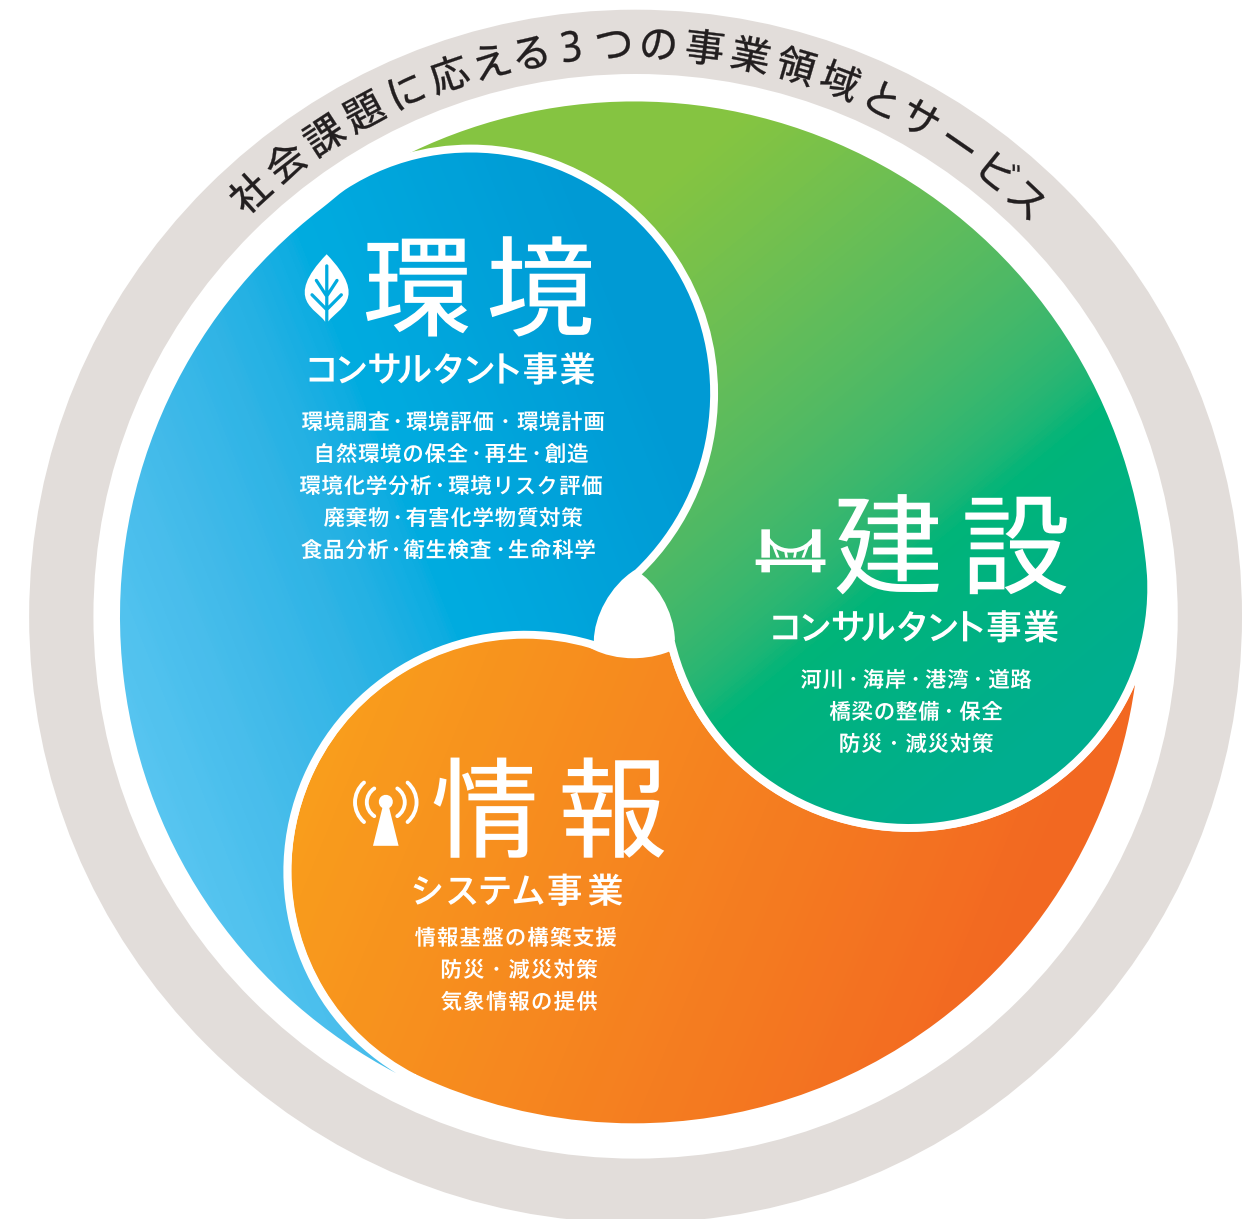 社会課題に応える3つの事業領域とサービス
環境
コンサルタント事業
環境調査・環境評価・環境計画
自然環境の保全・再生・創造
環境化学分析・環境リスク評価
廃棄物・有害化学物質対策
食品分析・衛生検査・生命科学
建設
コンサルタント事業
河川・海岸・港湾・道路
橋梁の整備・保全
防災・減災対策
情報
システム事業
情報基盤の構築支援
防災・減災対策
気象情報の提供